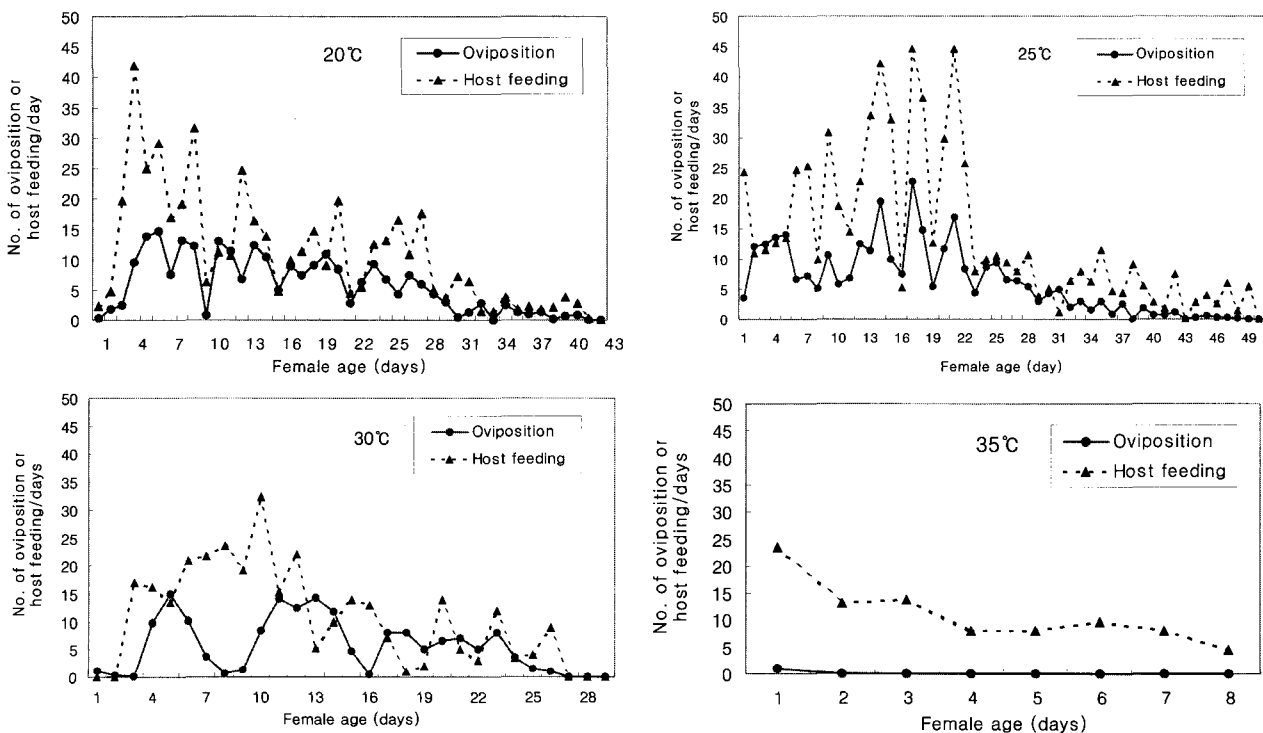 No. of oviposition or
host feeding/day
50
45
40
35
30
25
20
15
10
5
0
20℃
Oviposition
Host feeding
1 4 7 10 13 16 19 22 25 28 31 34 37 40 43
Female age (days)
No. of oviposition or
host feeding/days
50
45
40
35
30
25
20
15
10
5
0
25℃
Oviposition
Host feeding
1 4 7 10 13 16 19 22 25 28 31 34 37 40 43 46 49
Female age (day)
No. of oviposition or
host feeding/days
50
45
40
35
30
25
20
15
10
5
0
30℃
Oviposition
Host feeding
1 4 7 10 13 16 19 22 25 28
Female age (days)
No. of oviposition or
host feeding/days
50
45
40
35
30
25
20
15
10
5
0
35℃
Oviposition
Host feeding
1 2 3 4 5 6 7 8
Female age (days)